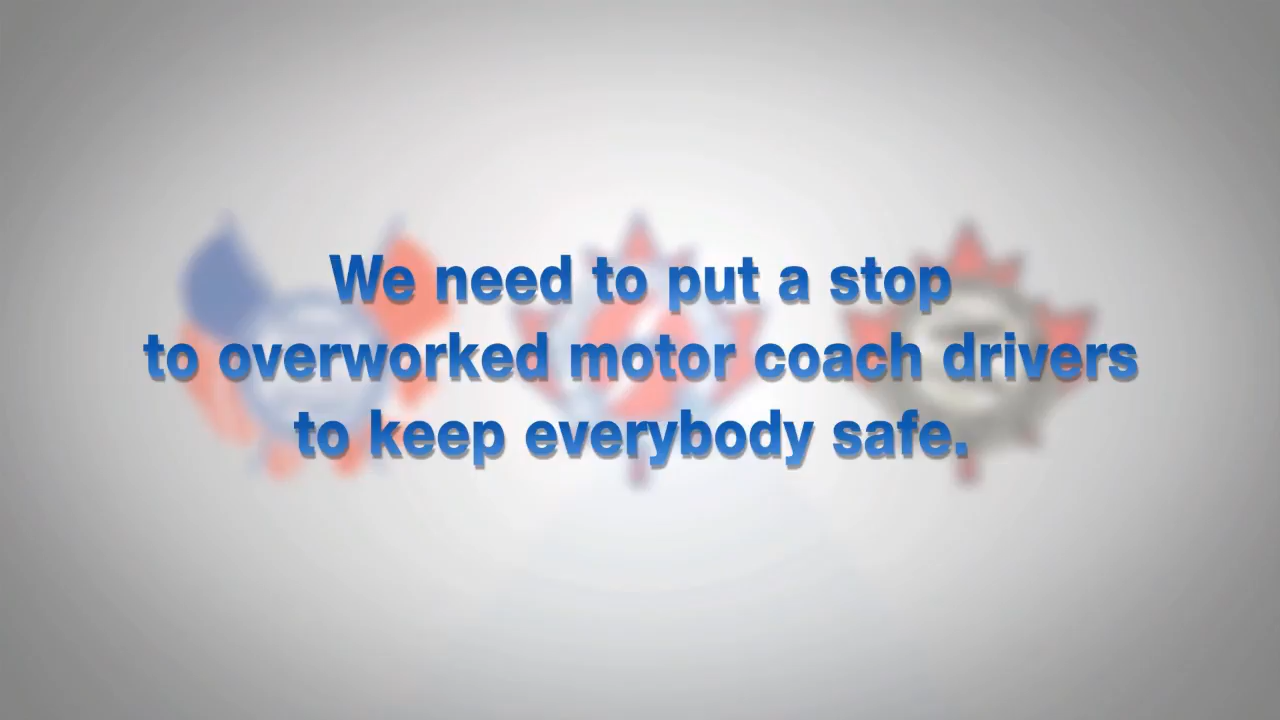 We need to put a stop
to overworked motor coach drivers
to keep everybody safe.